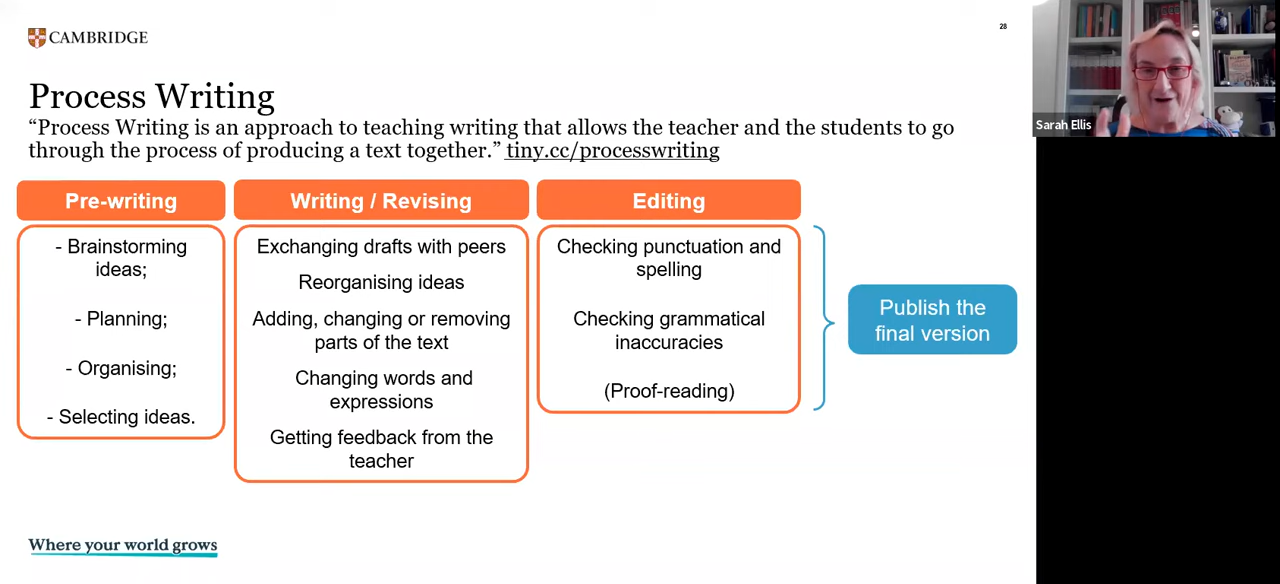 CAMBRIDGE
28
Sarah Ellis
Process Writing
“Process Writing is an approach to teaching writing that allows the teacher and the students to go
through the process of producing a text together.” tiny.cc/processwriting
Pre-writing
- Brainstorming
ideas;
- Planning;
- Organising;
- Selecting ideas.
Writing / Revising
Exchanging drafts with peers
Reorganising ideas
Adding, changing or removing
parts of the text
Changing words and
expressions
Getting feedback from the
teacher
Editing
Checking punctuation and
spelling
Checking grammatical
inaccuracies
(Proof-reading)
Publish the
final version
Where your world grows